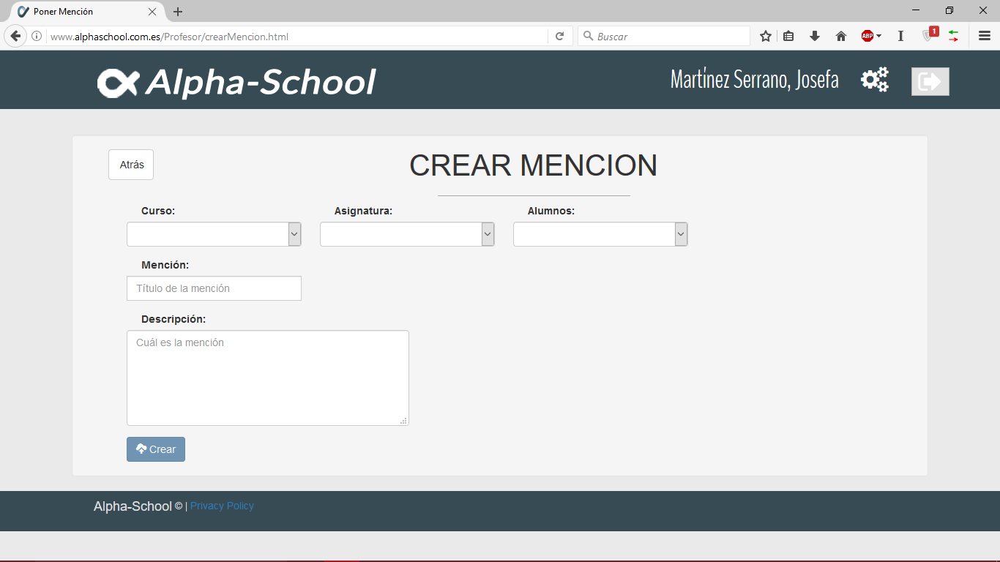 Poner Mención
www.alphaschool.com.es/Profesor/crearMencion.html
Buscar
ABP
1
Alpha-School
Martínez Serrano, Josefa
Atrás
CREAR MENCION
Curso: Asignatura: Alumnos:
Mención:
Título de la mención
Descripción:
Cuál es la mención
Crear
Alpha-School © | Privacy Policy